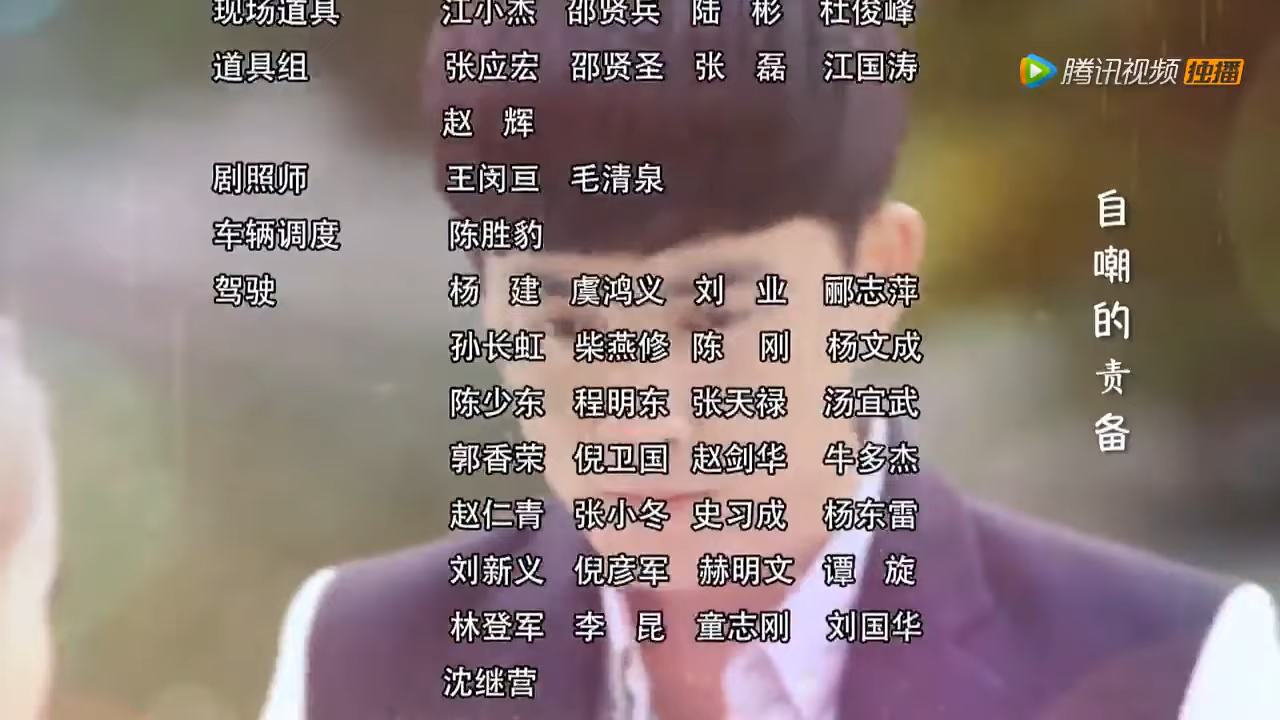 现场道具 江小杰 邵贤兵 陆 彬 杜俊峰
道具组 张应宏 邵贤圣 张 磊 江国涛
赵 辉
剧照师 王闵亘 毛清泉
车辆调度 陈胜豹
驾驶 杨 建 虞鸿义 刘 业 郦志萍
孙长虹 柴燕修 陈 刚 杨文成
陈少东 程明东 张天禄 汤宜武
郭香荣 倪卫国 赵剑华 牛多杰
赵仁青 张小冬 史习成 杨东雷
刘新义 倪彦军 赫明文 谭 旋
林登军 李 昆 童志刚 刘国华
沈继营
腾讯视频 独播
自嘲的责备